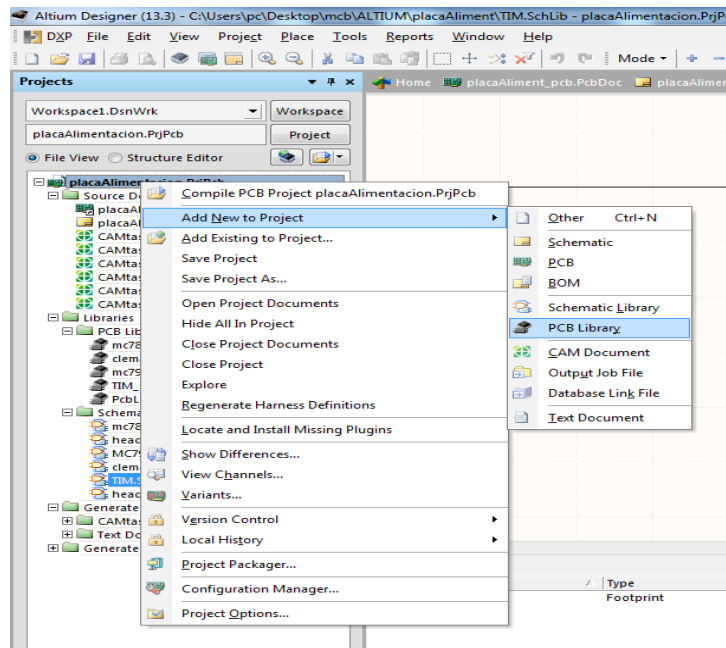 Altium Designer (13.3) - C:\Users\pc\Desktop\mcb\ALTIUM\placaAliment\TIM.SchLib - placaAlimentacion.PrjP
DXP File Edit View Project Place Tools Reports Window Help
Mode
Projects
Home placaAliment_pcb.PcbDoc placaAlimen
Workspace1.DsnWrk Workspace
placaAlimentacion.PrjPcb Project
File View Structure Editor
placaAlimentacion.PrjPcb
Source D
placaAl
placaAl
CAMtas
CAMtas
CAMtas
CAMtas
Libraries
PCB Lib
mc78
clem
mc79
TIM_
PcbL
Schema
mc78
head
MC79
clem
TIM.S
head
Generate
CAMtas
Text Do
Generate
Compile PCB Project placaAlimentacion.PrjPcb
Add New to Project
Add Existing to Project...
Save Project
Save Project As...
Open Project Documents
Hide All In Project
Close Project Documents
Close Project
Explore
Regenerate Harness Definitions
Locate and Install Missing Plugins
Show Differences...
View Channels...
Variants...
Version Control
Local History
Project Packager...
Configuration Manager...
Project Options...
Other Ctrl+N
Schematic
PCB
BOM
Schematic Library
PCB Library
CAM Document
Output Job File
Database Link File
Text Document
Type
Footprint